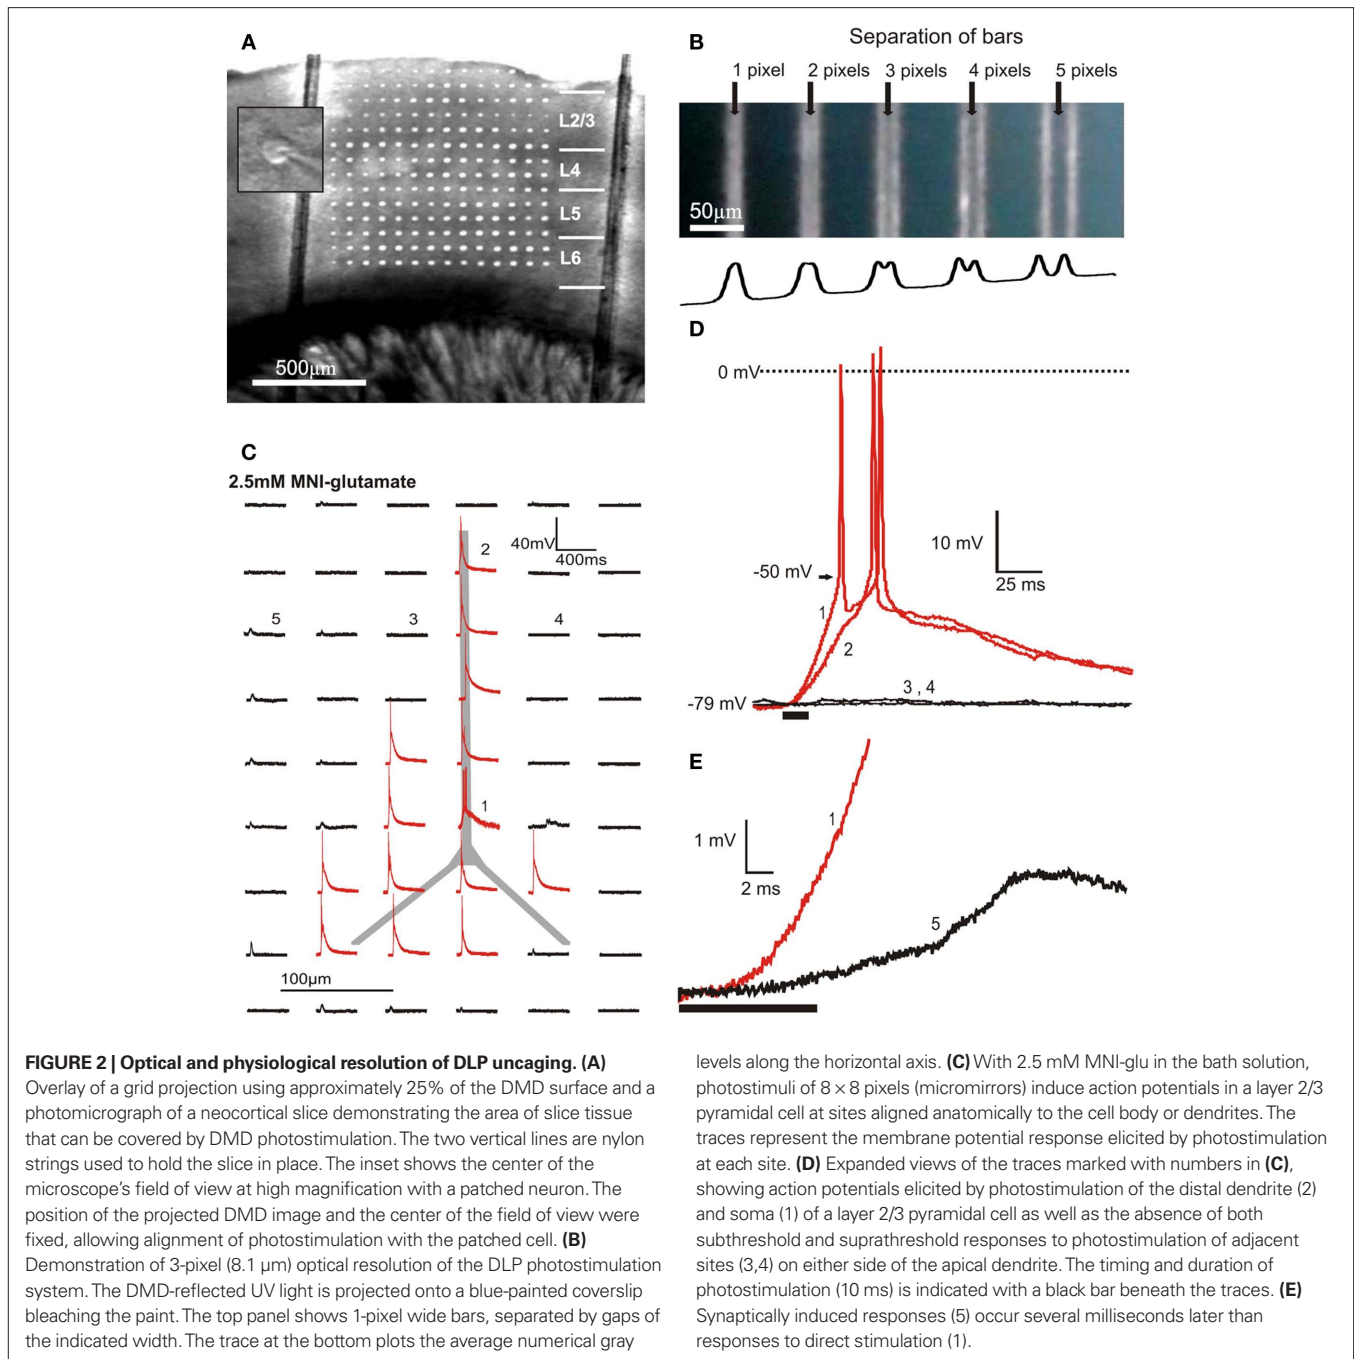 A
L2/3
L4
L5
L6
500µm
B
Separation of bars
1 pixel 2 pixels 3 pixels 4 pixels 5 pixels
50µm
C
2.5mM MNI-glutamate
2
40mV
400ms
5 3 4
1
100µm
D
0 mV
-50 mV
10 mV
25 ms
1
2
3 , 4
-79 mV
E
1
1 mV
2 ms
5
FIGURE 2 | Optical and physiological resolution of DLP uncaging. (A)
Overlay of a grid projection using approximately 25% of the DMD surface and a
photomicrograph of a neocortical slice demonstrating the area of slice tissue
that can be covered by DMD photostimulation. The two vertical lines are nylon
strings used to hold the slice in place. The inset shows the center of the
microscope's field of view at high magnification with a patched neuron. The
position of the projected DMD image and the center of the field of view were
fixed, allowing alignment of photostimulation with the patched cell. (B)
Demonstration of 3-pixel (8.1 µm) optical resolution of the DLP photostimulation
system. The DMD-reflected UV light is projected onto a blue-painted coverslip
bleaching the paint. The top panel shows 1-pixel wide bars, separated by gaps of
the indicated width. The trace at the bottom plots the average numerical gray
levels along the horizontal axis. (C) With 2.5 mM MNI-glu in the bath solution,
photostimuli of 8 × 8 pixels (micromirrors) induce action potentials in a layer 2/3
pyramidal cell at sites aligned anatomically to the cell body or dendrites. The
traces represent the membrane potential response elicited by photostimulation
at each site. (D) Expanded views of the traces marked with numbers in (C),
showing action potentials elicited by photostimulation of the distal dendrite (2)
and soma (1) of a layer 2/3 pyramidal cell as well as the absence of both
subthreshold and suprathreshold responses to photostimulation of adjacent
sites (3,4) on either side of the apical dendrite. The timing and duration of
photostimulation (10 ms) is indicated with a black bar beneath the traces. (E)
Synaptically induced responses (5) occur several milliseconds later than
responses to direct stimulation (1).